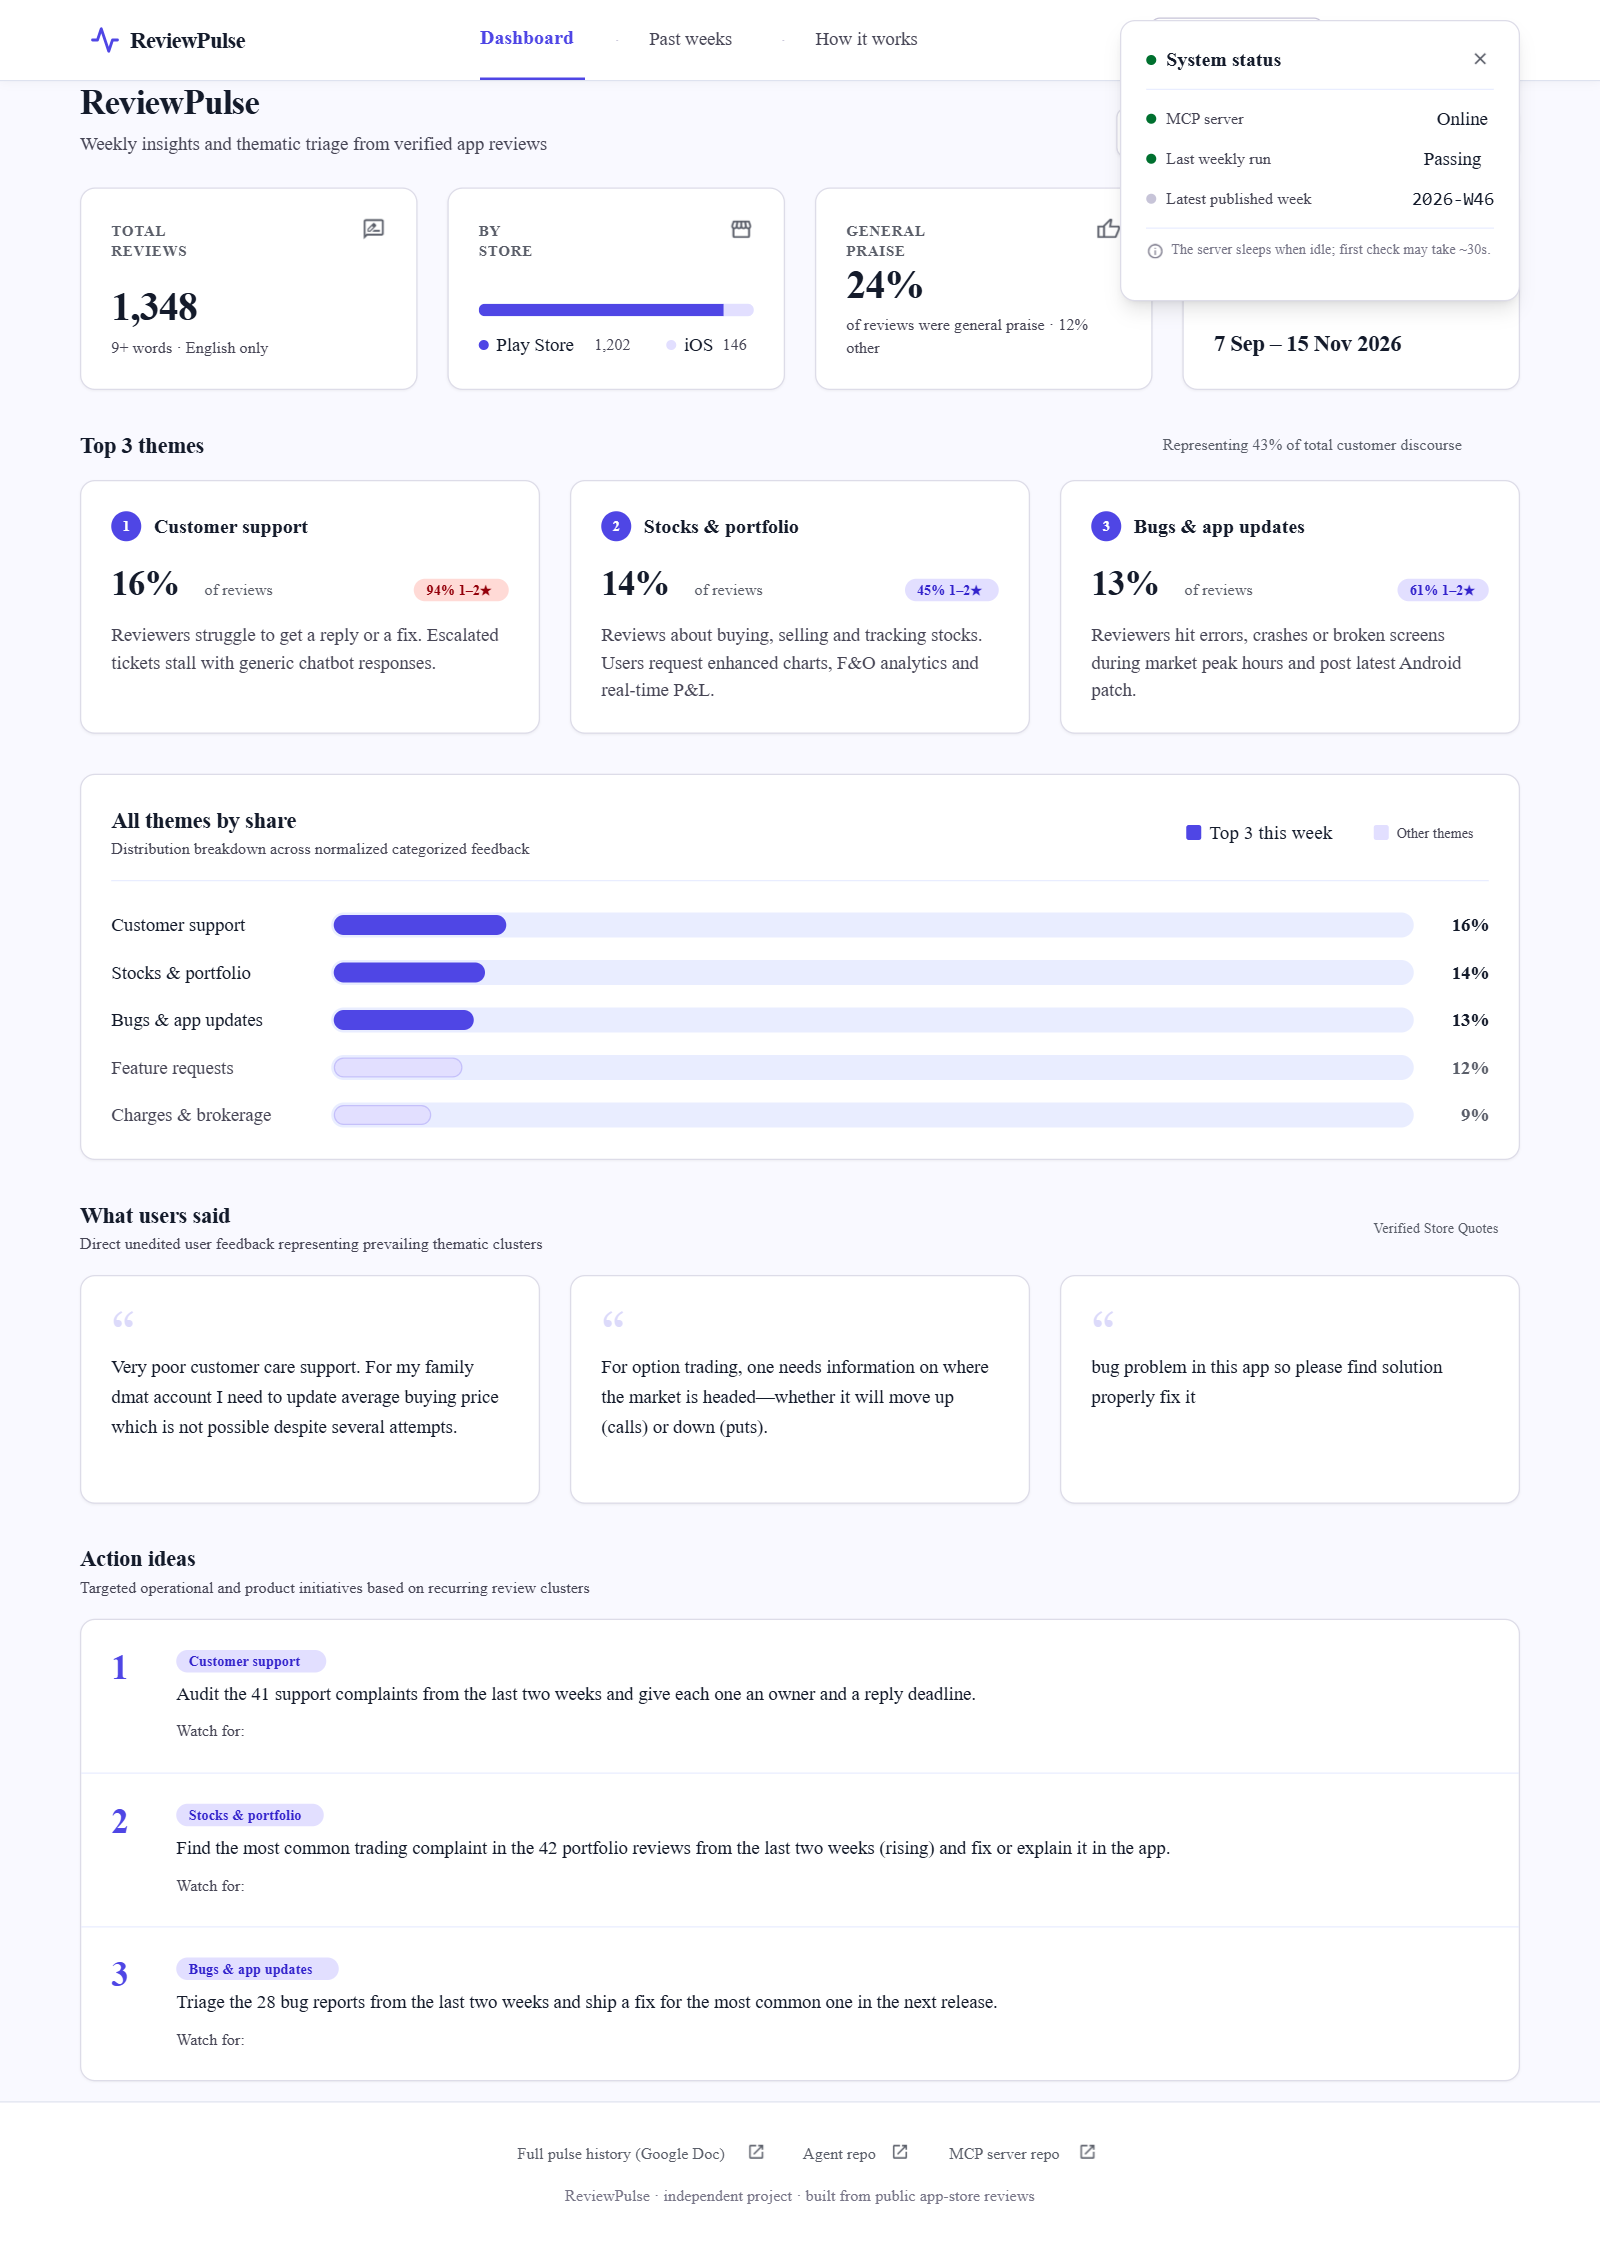 ReviewPulse
Dashboard · Past weeks · How it works
System status
MCP server Online
Last weekly run Passing
Latest published week 2026-W46
The server sleeps when idle; first check may take ~30s.
ReviewPulse
Weekly insights and thematic triage from verified app reviews
TOTAL
REVIEWS
1,348
9+ words · English only
BY
STORE
Play Store 1,202 iOS 146
GENERAL
PRAISE
24%
of reviews were general praise · 12%
other
7 Sep – 15 Nov 2026
Top 3 themes
Representing 43% of total customer discourse
1 Customer support
16% of reviews 94% 1–2★
Reviewers struggle to get a reply or a fix. Escalated
tickets stall with generic chatbot responses.
2 Stocks & portfolio
14% of reviews 45% 1–2★
Reviews about buying, selling and tracking stocks.
Users request enhanced charts, F&O analytics and
real-time P&L.
3 Bugs & app updates
13% of reviews 61% 1–2★
Reviewers hit errors, crashes or broken screens
during market peak hours and post latest Android
patch.
All themes by share
Distribution breakdown across normalized categorized feedback
Top 3 this week Other themes
Customer support 16%
Stocks & portfolio 14%
Bugs & app updates 13%
Feature requests 12%
Charges & brokerage 9%
What users said
Direct unedited user feedback representing prevailing thematic clusters
Verified Store Quotes
“
Very poor customer care support. For my family
dmat account I need to update average buying price
which is not possible despite several attempts.
“
For option trading, one needs information on where
the market is headed—whether it will move up
(calls) or down (puts).
“
bug problem in this app so please find solution
properly fix it
Action ideas
Targeted operational and product initiatives based on recurring review clusters
1 Customer support
Audit the 41 support complaints from the last two weeks and give each one an owner and a reply deadline.
Watch for:
2 Stocks & portfolio
Find the most common trading complaint in the 42 portfolio reviews from the last two weeks (rising) and fix or explain it in the app.
Watch for:
3 Bugs & app updates
Triage the 28 bug reports from the last two weeks and ship a fix for the most common one in the next release.
Watch for:
Full pulse history (Google Doc) Agent repo MCP server repo
ReviewPulse · independent project · built from public app-store reviews